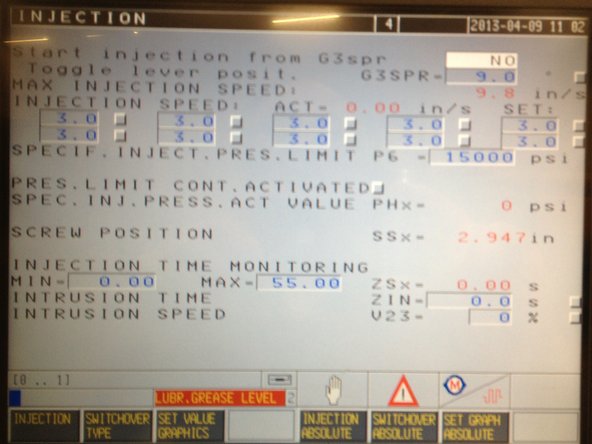 INJECTION 4 2013-04-09 11 02
Start injection from G3spr NO
Toggle lever posit. G3SPR= 9.0 °
MAX INJECTION SPEED: 9.8 in/s
INJECTION SPEED: ACT= 0.00 in/s SET:
3.0 3.0 3.0 3.0 3.0
3.0 3.0 3.0 3.0 3.0
SPECIF.INJECT.PRES.LIMIT P6 = 15000 psi
PRES.LIMIT CONT.ACTIVATED
SPEC.INJ.PRESS.ACT VALUE PHx= 0 psi
SCREW POSITION SSx= 2.947in
INJECTION TIME MONITORING
MIN= 0.00 MAX= 55.00 ZSx= 0.00 s
INTRUSION TIME ZIN= 0.0 s
INTRUSION SPEED V23= 0 %
[0 .. 1]
M
LUBR.GREASE LEVEL 2
INJECTION SWITCHOVER TYPE SET VALUE GRAPHICS INJECTION ABSOLUTE SWITCHOVER ABSOLUTE SET GRAPH ABSOLUTE